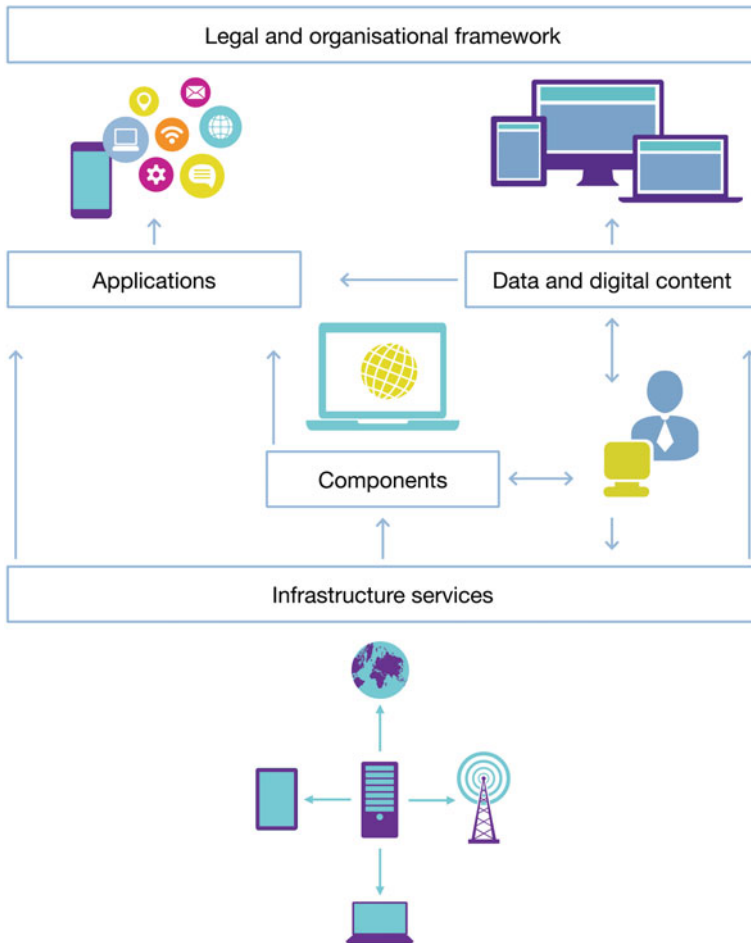 Legal and organisational framework
Applications
Data and digital content
Components
Infrastructure services